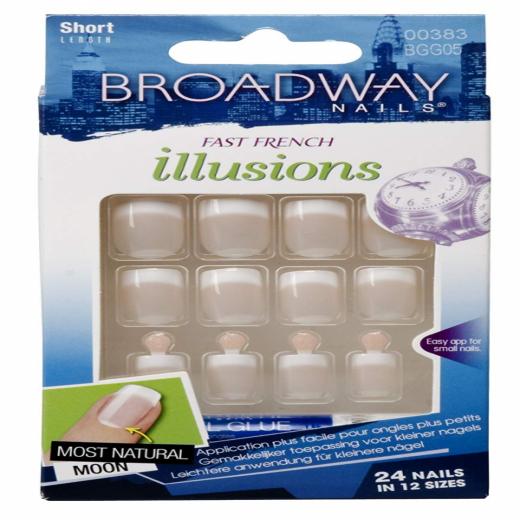 Short
LENGTH
00383
BGG05
BROADWAY
NAILS®
FAST FRENCH
illusions
Easy app for
small nails.
GLUE
MOST NATURAL
MOON
Application plus facile pour ongles plus petits
Gemakkelijker toepassing voor kleiner nagels
Leichtere anwendung für kleinere nägel
24 NAILS
IN 12 SIZES